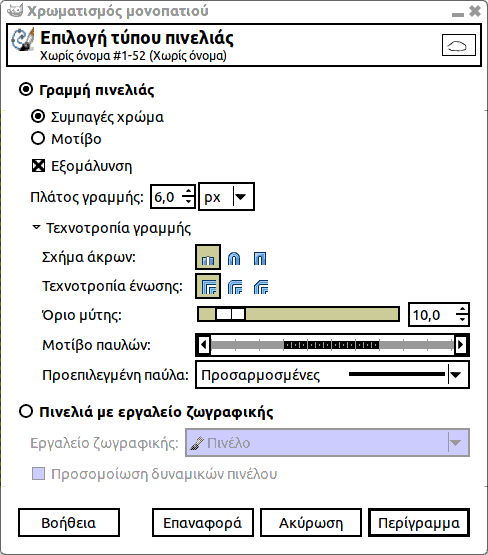 Χρωματισμός μονοπατιού
Επιλογή τύπου πινελιάς
Χωρίς όνομα #1-52 (Χωρίς όνομα)
Γραμμή πινελιάς
Συμπαγές χρώμα
Μοτίβο
Εξομάλυνση
Πλάτος γραμμής: 6,0 px
Τεχνοτροπία γραμμής
Σχήμα άκρων:
Τεχνοτροπία ένωσης:
Όριο μύτης: 10,0
Μοτίβο παυλών:
Προεπιλεγμένη παύλα: Προσαρμοσμένες
Πινελιά με εργαλείο ζωγραφικής
Εργαλείο ζωγραφικής: Πινέλο
Προσομοίωση δυναμικών πινέλου
Βοήθεια Επαναφορά Ακύρωση Περίγραμμα